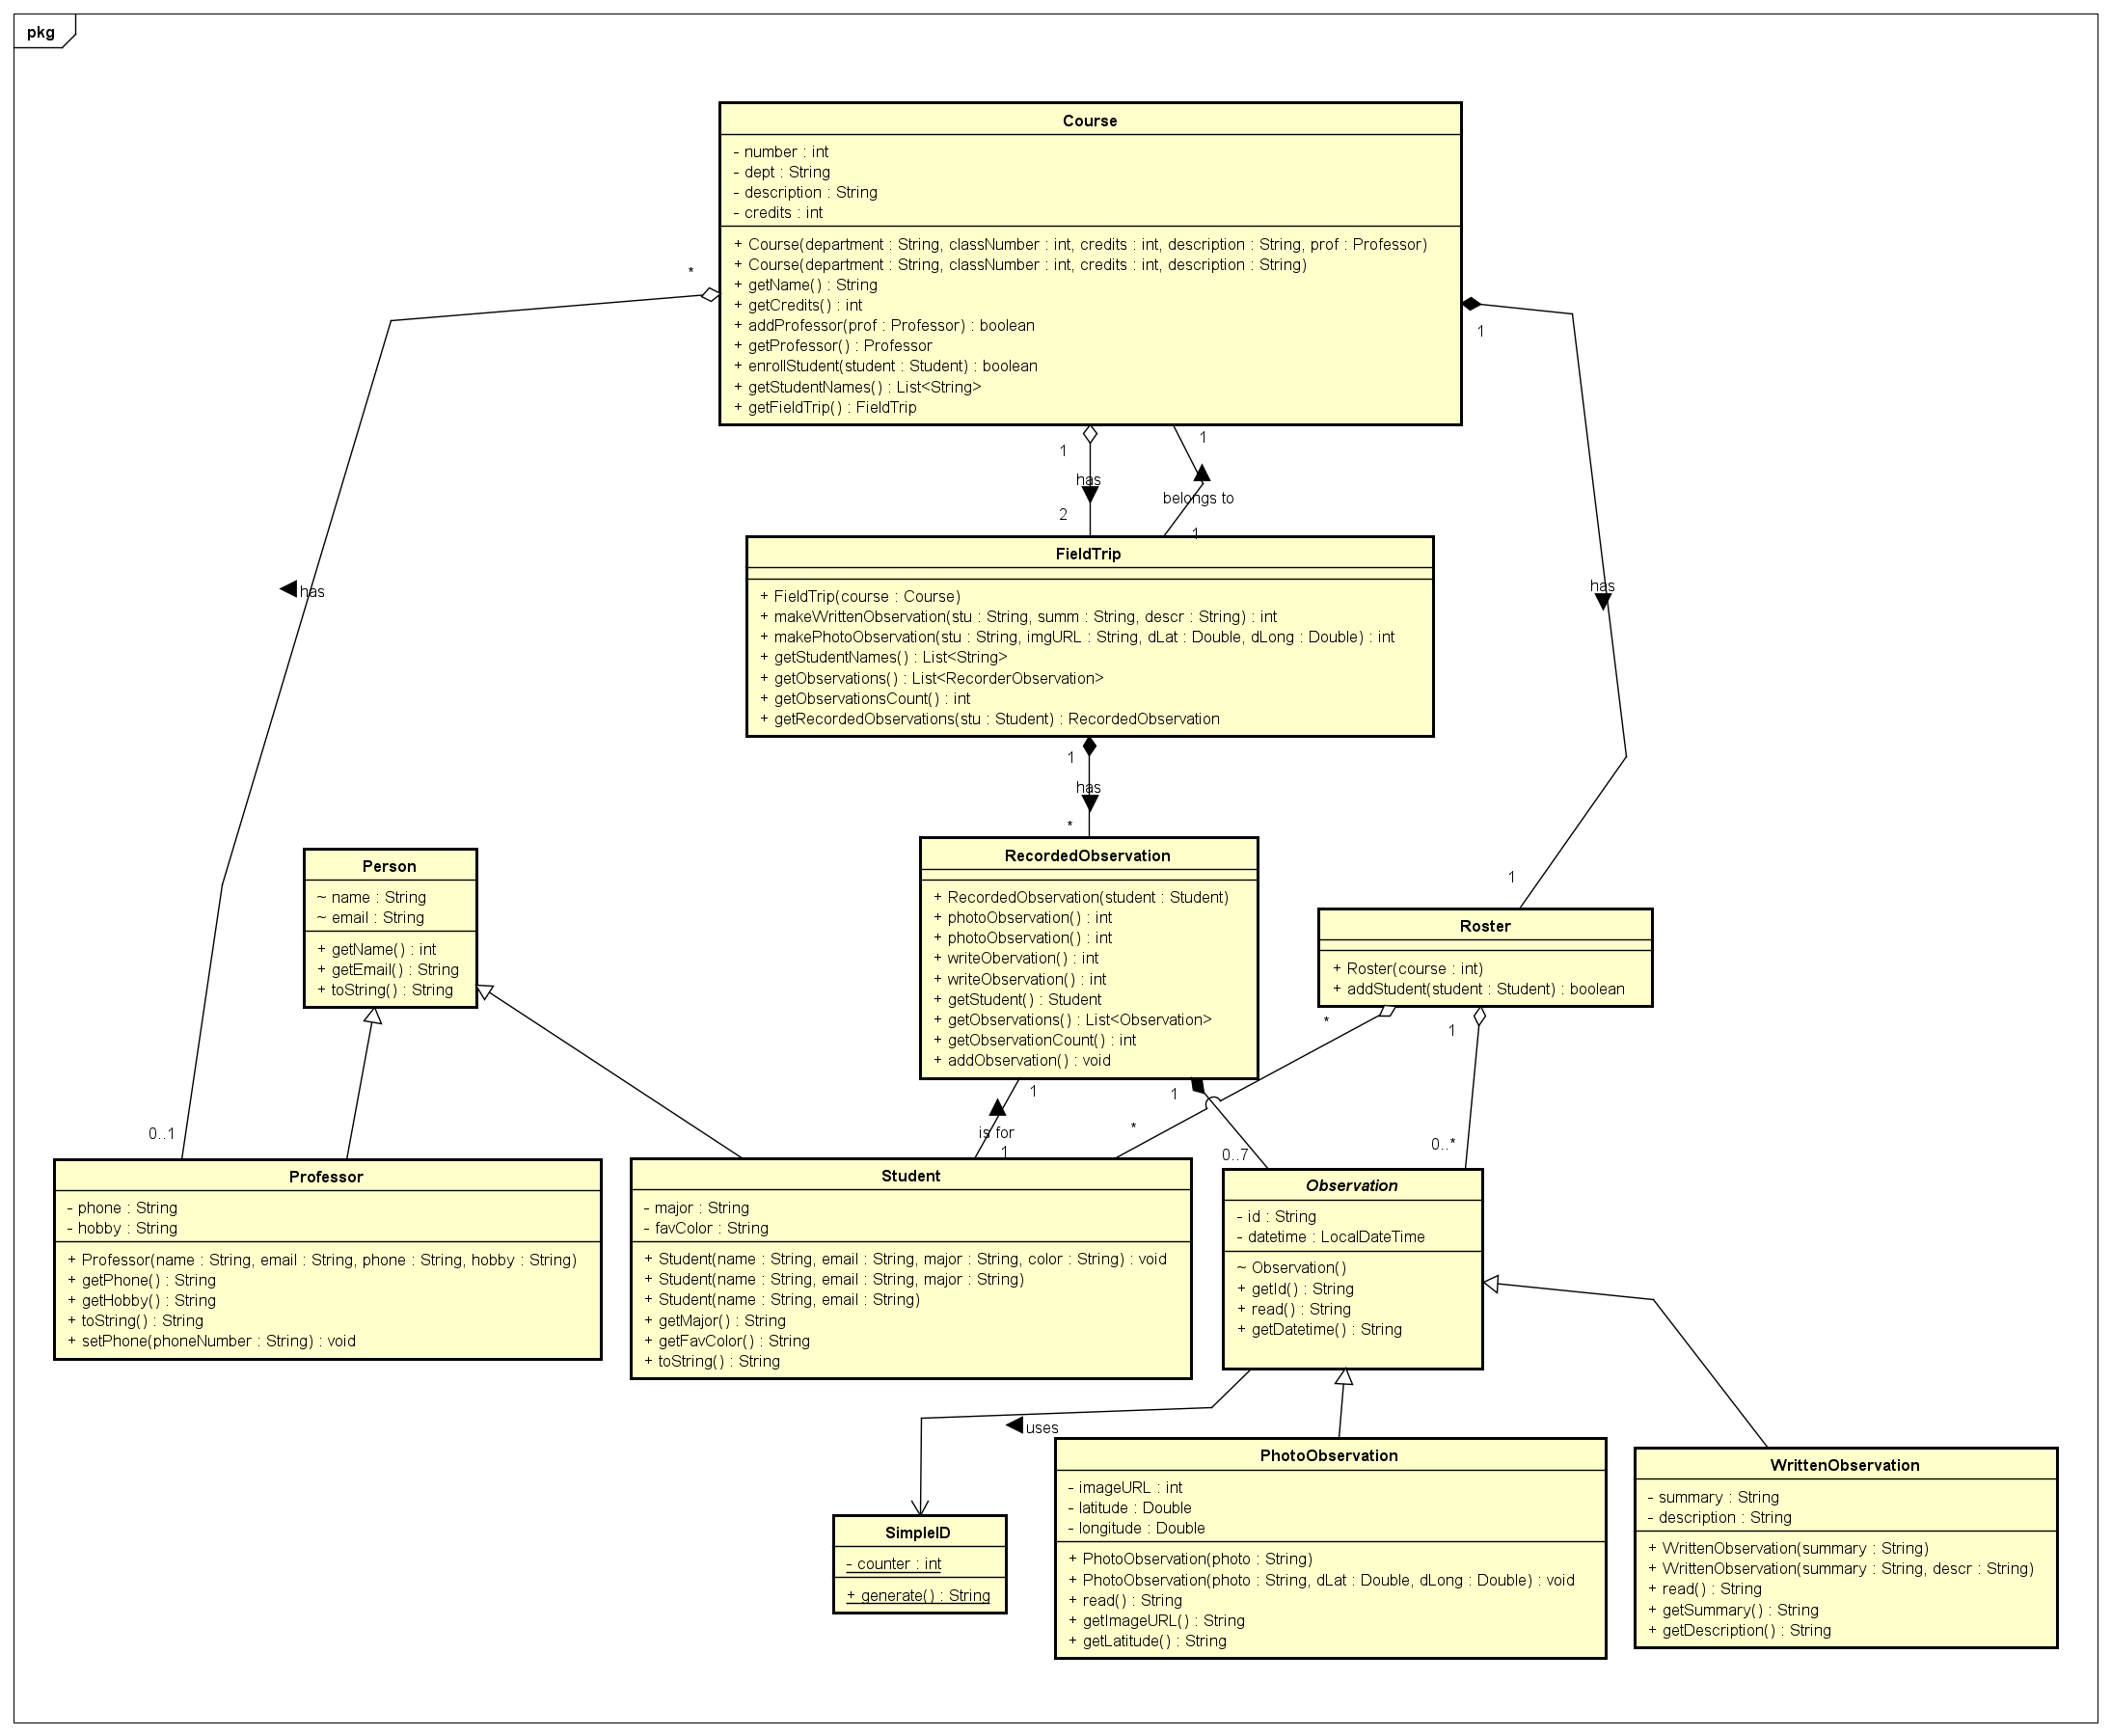 pkg
Course
- number : int
- dept : String
- description : String
- credits : int
+ Course(department : String, classNumber : int, credits : int, description : String, prof : Professor)
+ Course(department : String, classNumber : int, credits : int, description : String)
+ getName() : String
+ getCredits() : int
+ addProfessor(prof : Professor) : boolean
+ getProfessor() : Professor
+ enrollStudent(student : Student) : boolean
+ getStudentNames() : List<String>
+ getFieldTrip() : FieldTrip
*
1
1
1
has
belongs to
2
1
has
has
FieldTrip
+ FieldTrip(course : Course)
+ makeWrittenObservation(stu : String, summ : String, descr : String) : int
+ makePhotoObservation(stu : String, imgURL : String, dLat : Double, dLong : Double) : int
+ getStudentNames() : List<String>
+ getObservations() : List<RecorderObservation>
+ getObservationsCount() : int
+ getRecordedObservations(stu : Student) : RecordedObservation
1
has
*
1
Person
~ name : String
~ email : String
+ getName() : int
+ getEmail() : String
+ toString() : String
RecordedObservation
+ RecordedObservation(student : Student)
+ photoObservation() : int
+ photoObservation() : int
+ writeObervation() : int
+ writeObservation() : int
+ getStudent() : Student
+ getObservations() : List<Observation>
+ getObservationCount() : int
+ addObservation() : void
Roster
+ Roster(course : int)
+ addStudent(student : Student) : boolean
*
1
1
1
is for
1
*
0..1
0..7
0..*
Professor
- phone : String
- hobby : String
+ Professor(name : String, email : String, phone : String, hobby : String)
+ getPhone() : String
+ getHobby() : String
+ toString() : String
+ setPhone(phoneNumber : String) : void
Student
- major : String
- favColor : String
+ Student(name : String, email : String, major : String, color : String) : void
+ Student(name : String, email : String, major : String)
+ Student(name : String, email : String)
+ getMajor() : String
+ getFavColor() : String
+ toString() : String
Observation
- id : String
- datetime : LocalDateTime
~ Observation()
+ getId() : String
+ read() : String
+ getDatetime() : String
uses
SimpleID
- counter : int
+ generate() : String
PhotoObservation
- imageURL : int
- latitude : Double
- longitude : Double
+ PhotoObservation(photo : String)
+ PhotoObservation(photo : String, dLat : Double, dLong : Double) : void
+ read() : String
+ getImageURL() : String
+ getLatitude() : String
WrittenObservation
- summary : String
- description : String
+ WrittenObservation(summary : String)
+ WrittenObservation(summary : String, descr : String)
+ read() : String
+ getSummary() : String
+ getDescription() : String